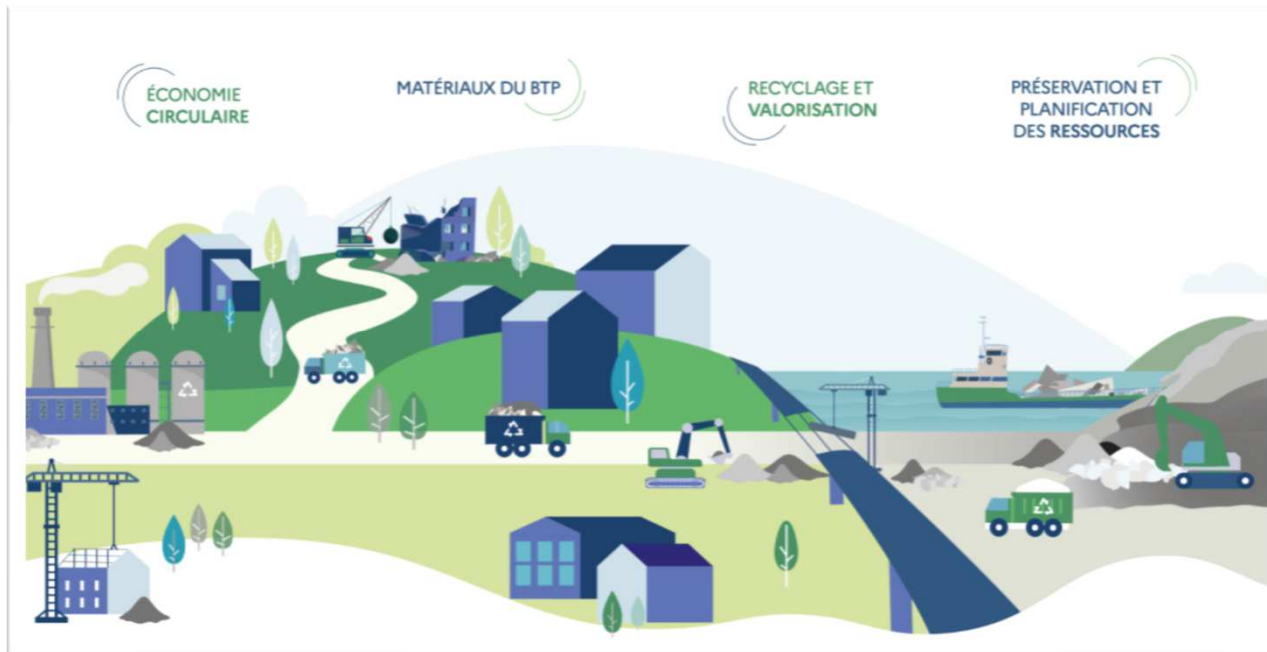 ÉCONOMIE
CIRCULAIRE
MATÉRIAUX DU BTP
RECYCLAGE ET
VALORISATION
PRÉSERVATION ET
PLANIFICATION
DES RESSOURCES